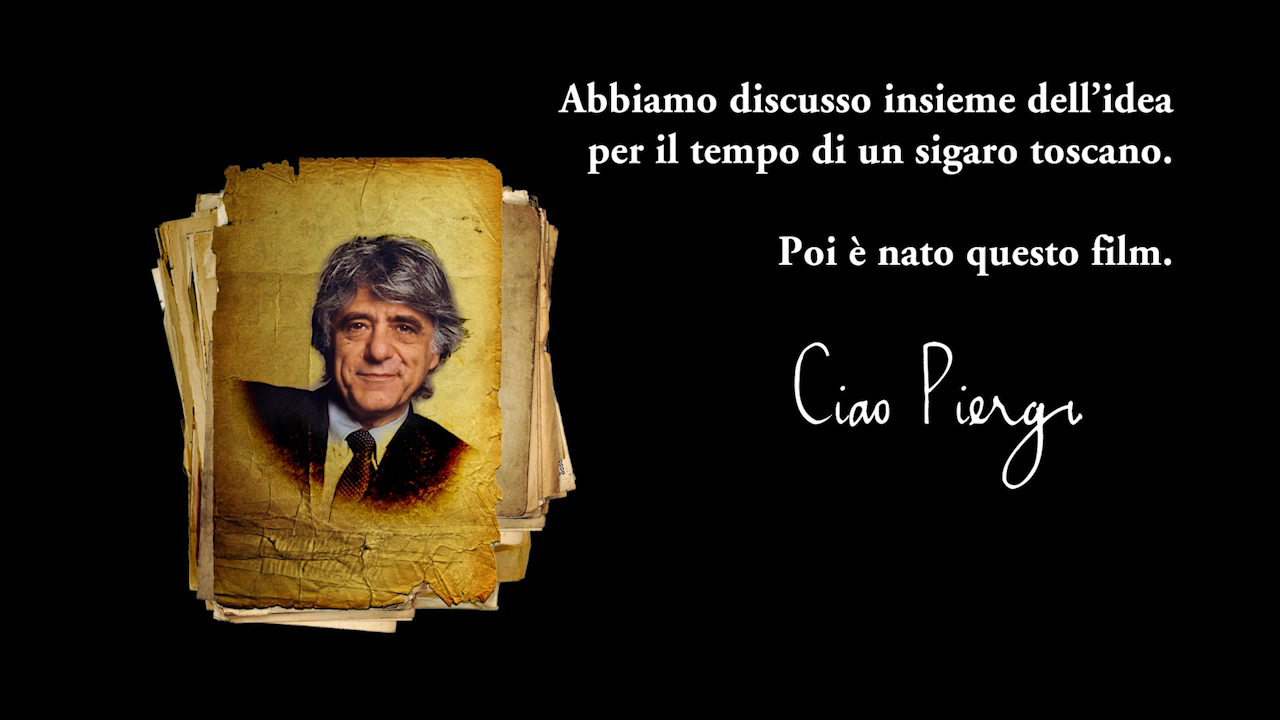 Abbiamo discusso insieme dell’idea
per il tempo di un sigaro toscano.
Poi è nato questo film.
Ciao Piergi